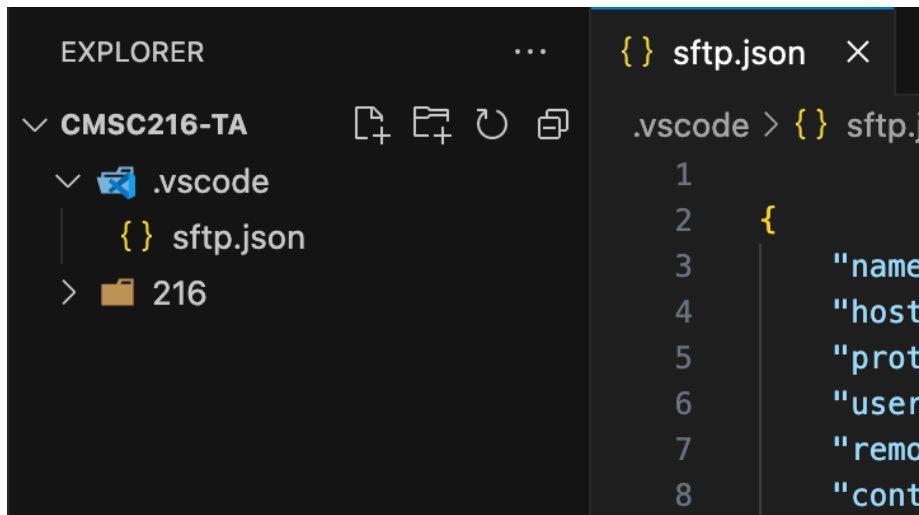 EXPLORER
CMSC216-TA
.vscode
{ } sftp.json
216
{ } sftp.json
.vscode > { } sftp.j
1
2 {
3 "name
4 "host
5 "prot
6 "user
7 "remo
8 "cont